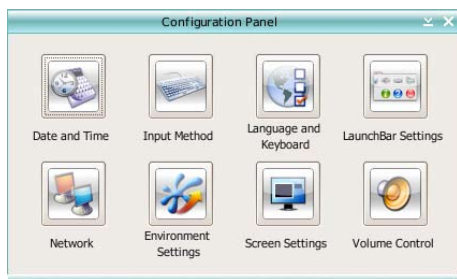 Configuration Panel
Date and Time
Input Method
Language and
Keyboard
LaunchBar Settings
Network
Environment
Settings
Screen Settings
Volume Control